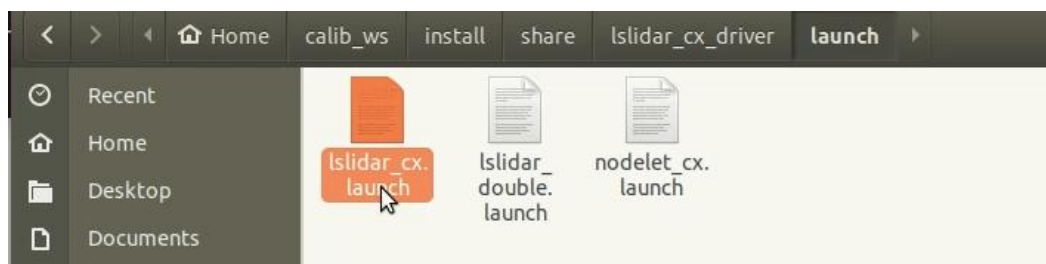 Home calib_ws install share lslidar_cx_driver launch
Recent
Home
Desktop
Documents
lslidar_cx.
launch
lslidar_
double.
launch
nodelet_cx.
launch